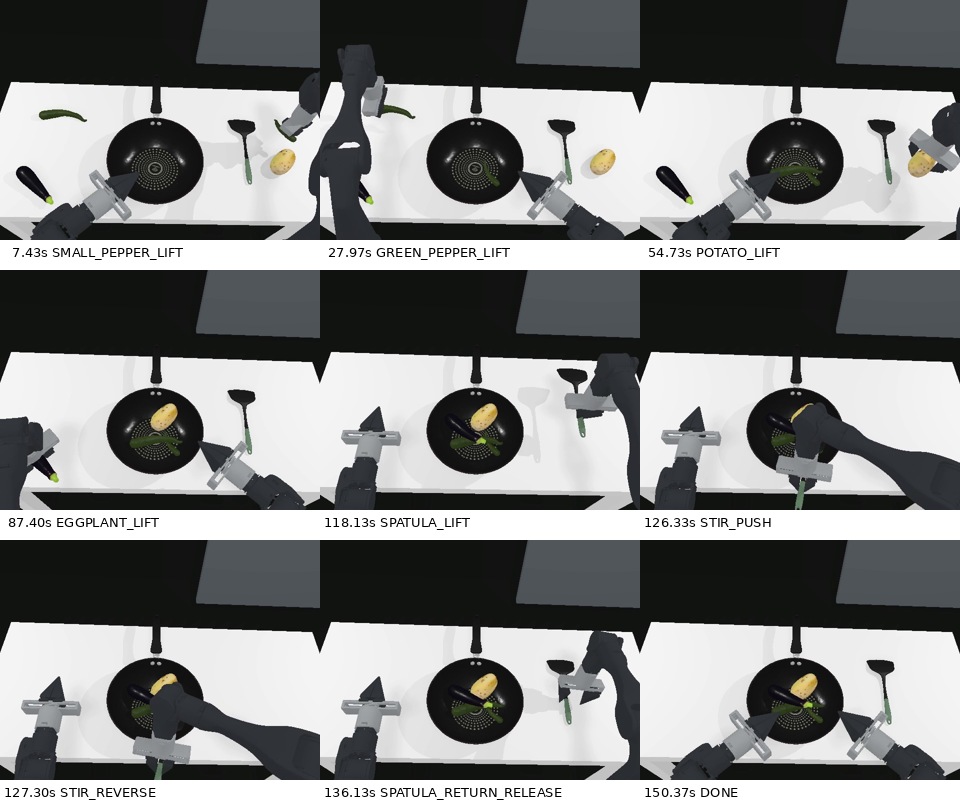 7.43s SMALL_PEPPER_LIFT
27.97s GREEN_PEPPER_LIFT
54.73s POTATO_LIFT
87.40s EGGPLANT_LIFT
118.13s SPATULA_LIFT
126.33s STIR_PUSH
127.30s STIR_REVERSE
136.13s SPATULA_RETURN_RELEASE
150.37s DONE